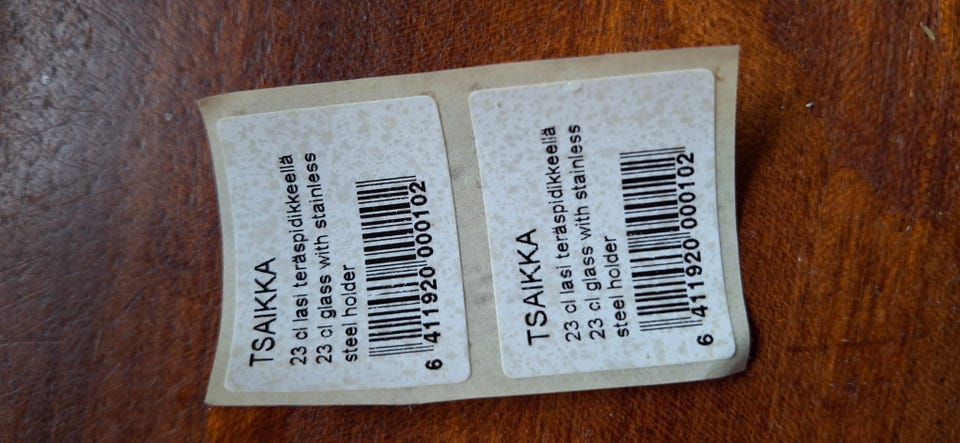 TSAIKKA
23 cl lasi teräspidikkeellä
23 cl glass with stainless
steel holder
6 411920 000102
TSAIKKA
23 cl lasi teräspidikkeellä
23 cl glass with stainless
steel holder
6 411920 000102